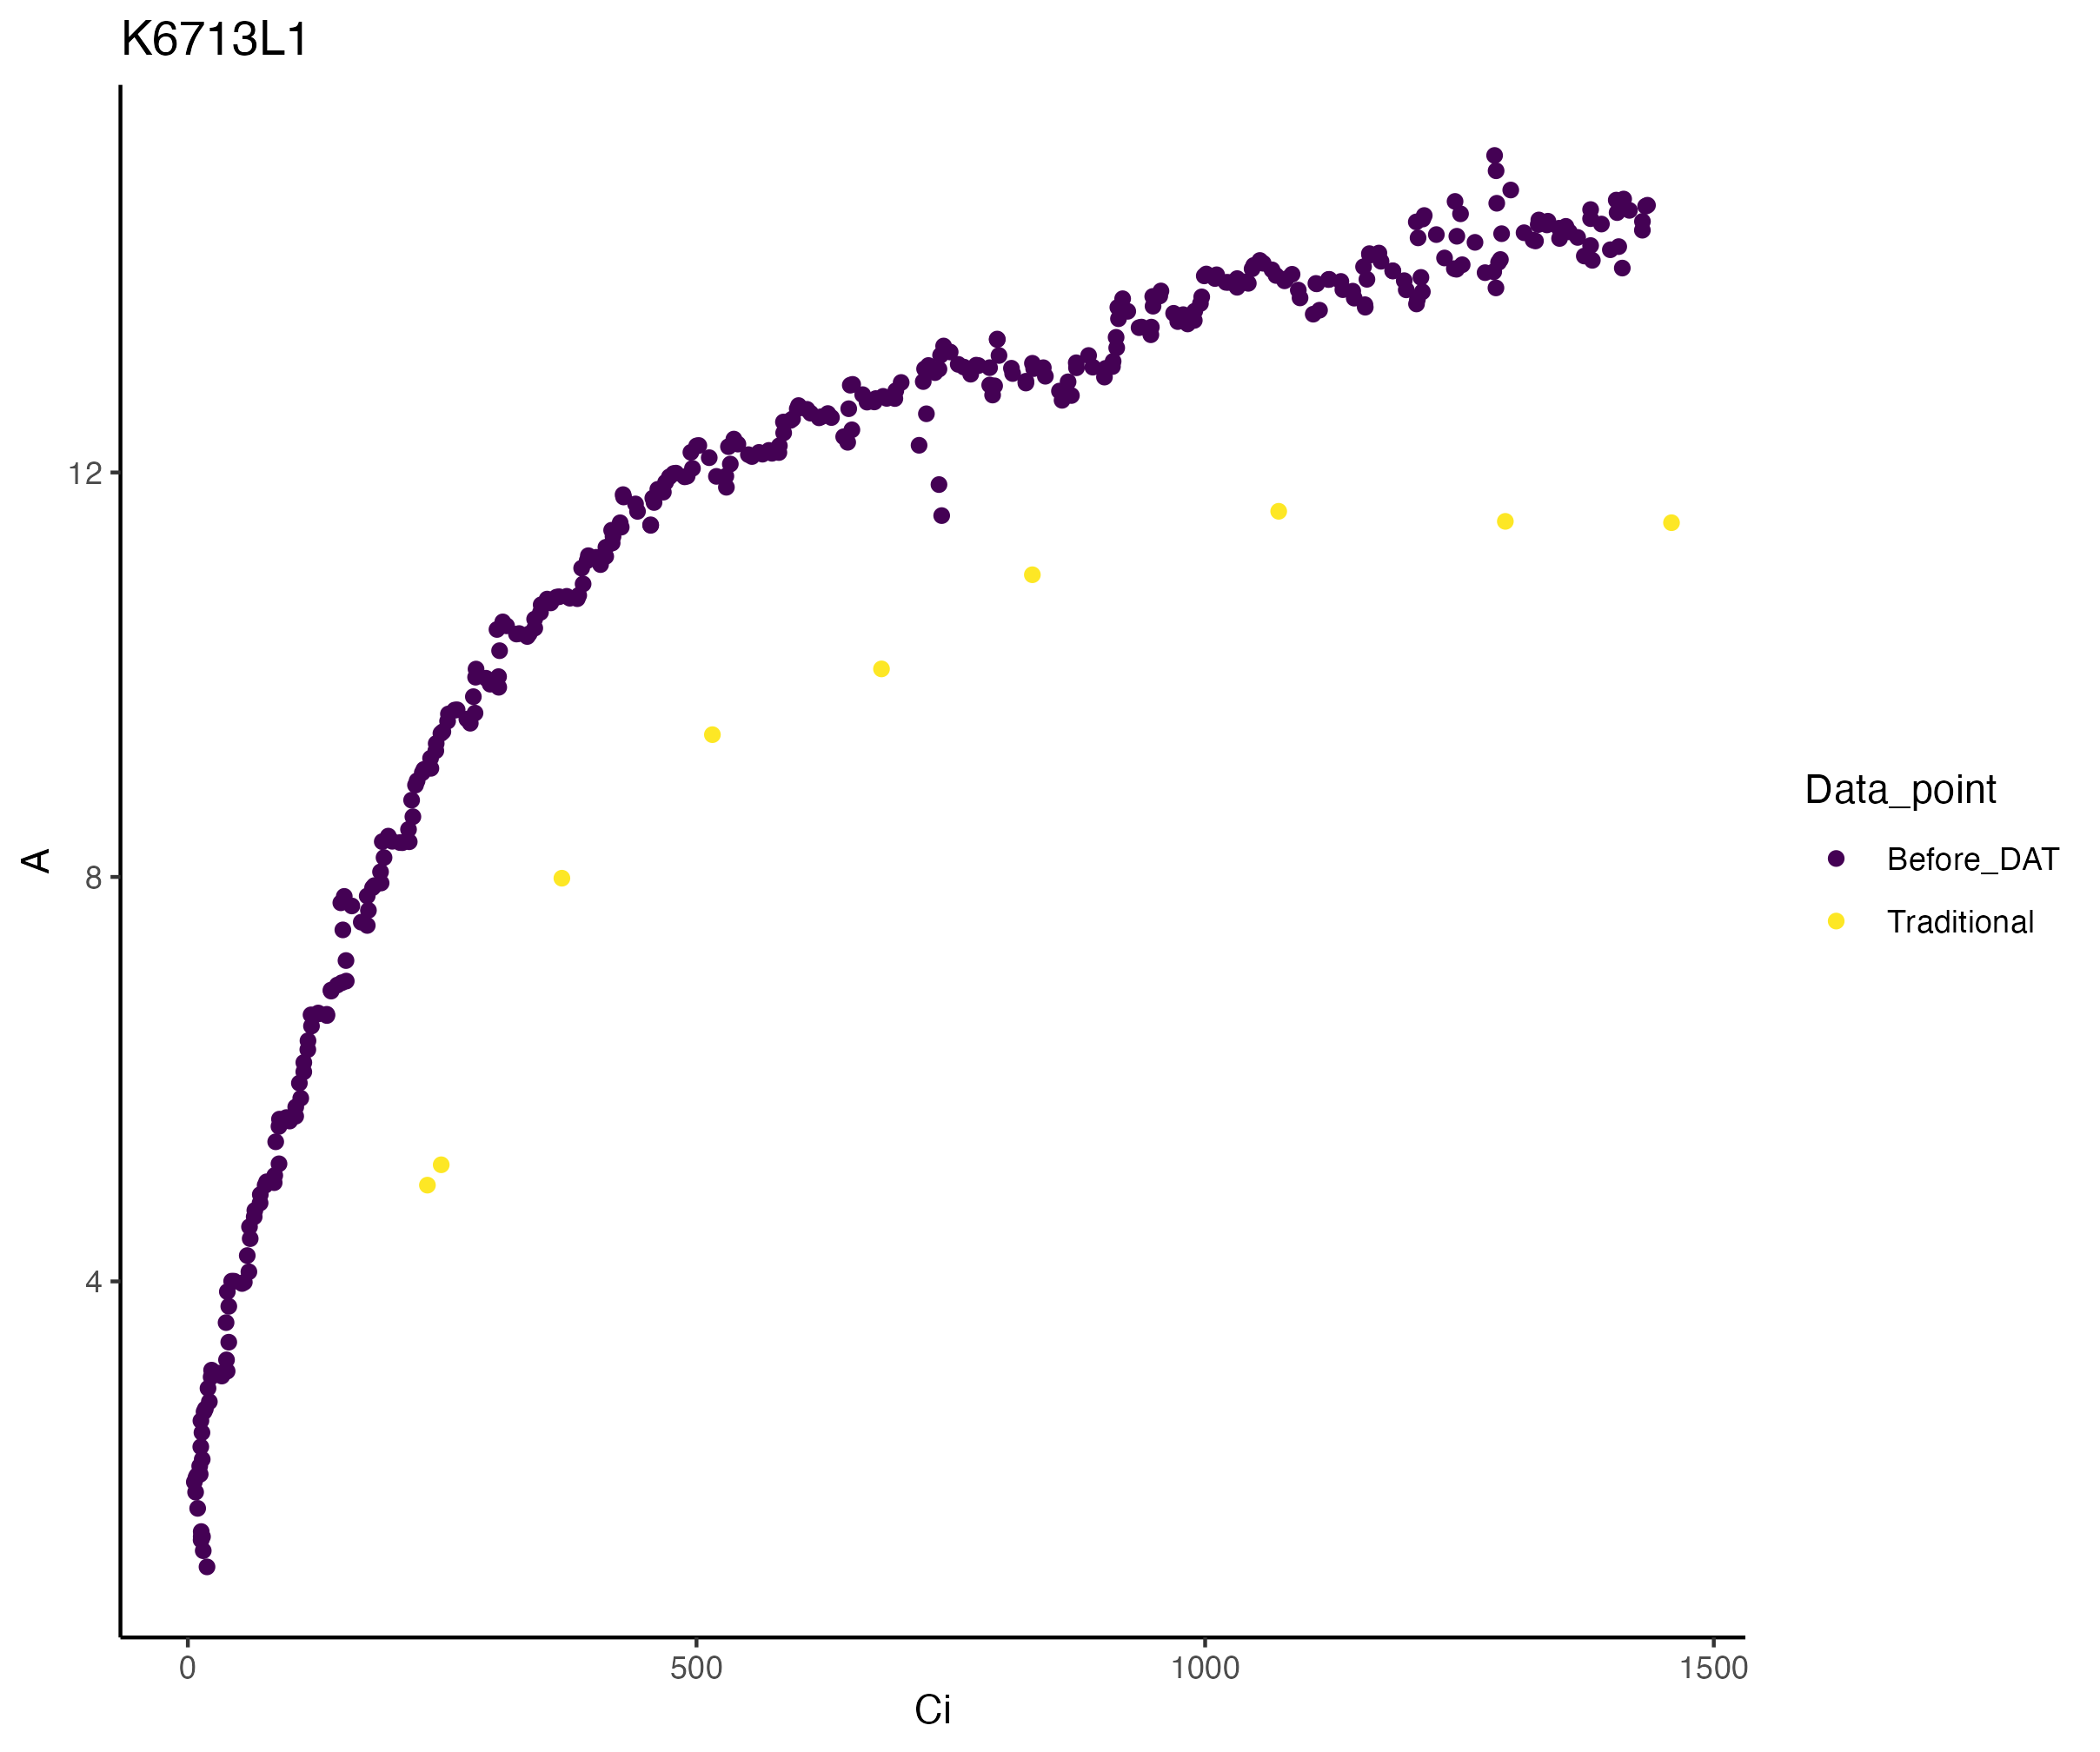 K6713L1
12
8
4
A
0
500
1000
1500
Ci
Data_point
Before_DAT
Traditional